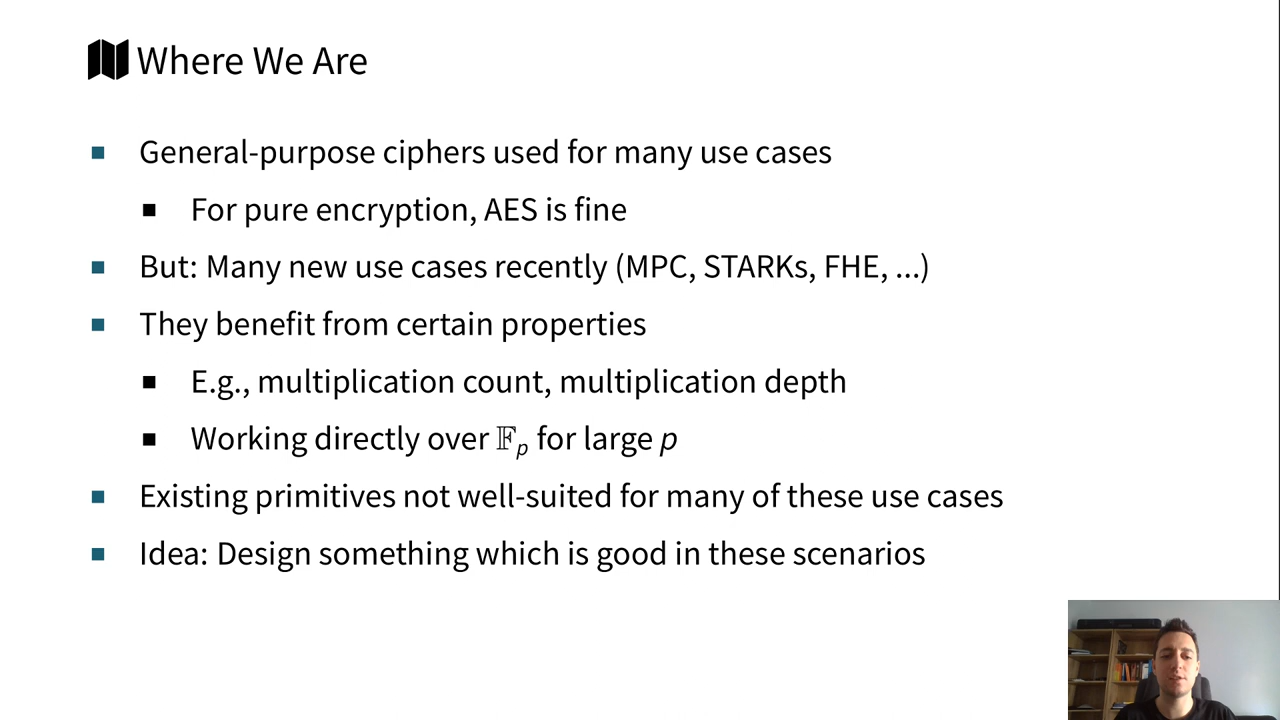 Where We Are
General-purpose ciphers used for many use cases
For pure encryption, AES is fine
But: Many new use cases recently (MPC, STARKs, FHE, ...)
They benefit from certain properties
E.g., multiplication count, multiplication depth
Working directly over 𝔽p for large p
Existing primitives not well-suited for many of these use cases
Idea: Design something which is good in these scenarios